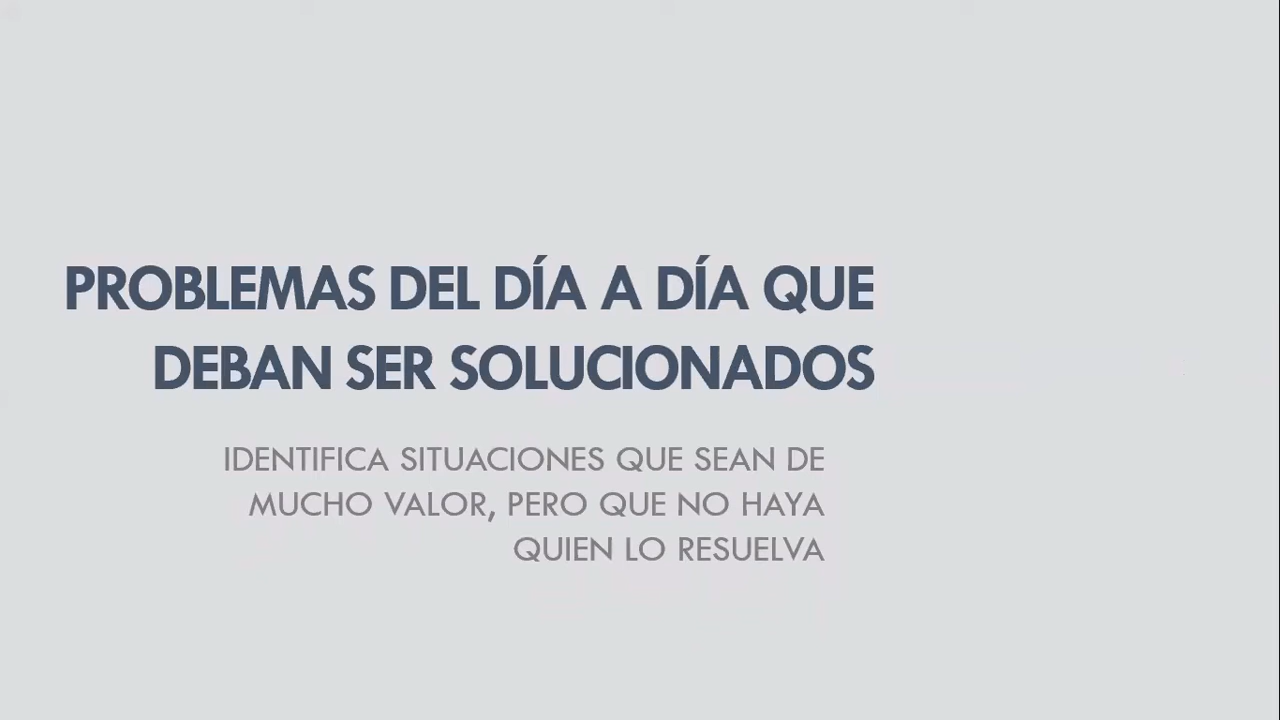 PROBLEMAS DEL DÍA A DÍA QUE
DEBAN SER SOLUCIONADOS
IDENTIFICA SITUACIONES QUE SEAN DE
MUCHO VALOR, PERO QUE NO HAYA
QUIEN LO RESUELVA